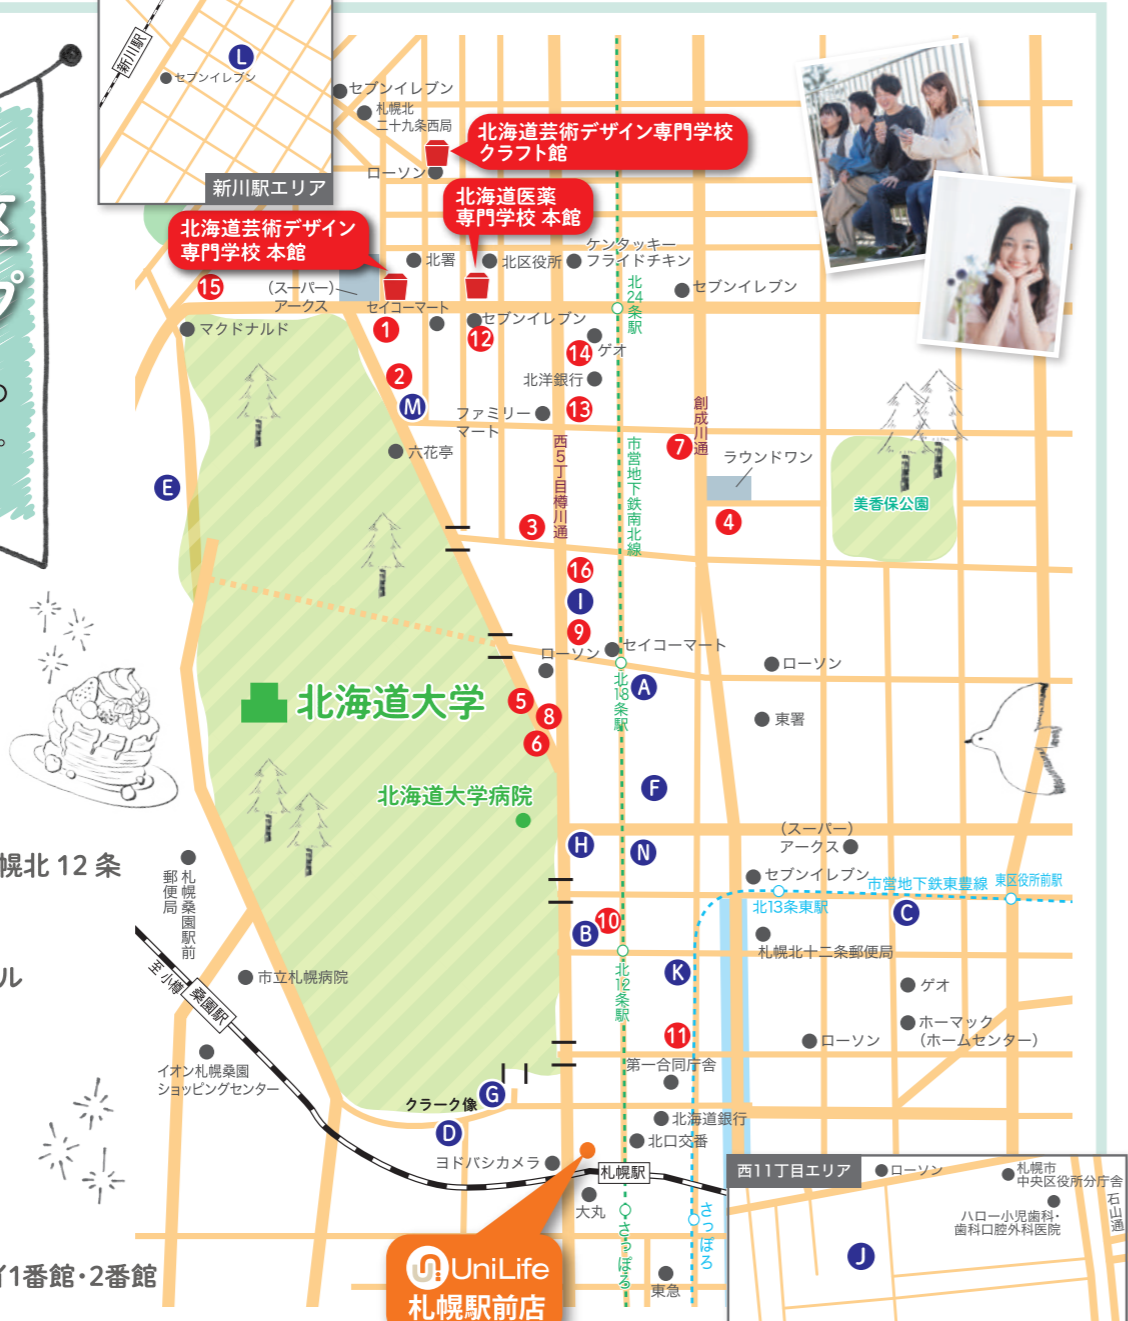 新川駅
L
セブンイレブン
新川駅エリア
セブンイレブン
札幌北
二十九条西局
ローソン
北海道芸術デザイン専門学校
クラフト館
北海道医薬
専門学校 本館
北海道芸術デザイン
専門学校 本館
区
プ
の
。
15
(スーパー)
アークス
北署
北区役所
ケンタッキー
フライドチキン
セイコーマート
セブンイレブン
北24条駅
セブンイレブン
マクドナルド
1
12
14
ゲオ
2
M
北洋銀行
ファミリー
マート
13
創成川通
7
ラウンドワン
六花亭
西5丁目樽川通
市営地下鉄南北線
E
3
4
美香保公園
16
I
9
セイコーマート
ローソン
ローソン
北18条駅
A
北海道大学
5
8
6
東署
北海道大学病院
F
H
N
(スーパー)
アークス
幌北 12 条
札幌桑園駅前
郵便局
セブンイレブン
市営地下鉄東豊線
東区役所前駅
北13条東駅
C
B
10
札幌北十二条郵便局
ル
至 小樽
桑園駅
市立札幌病院
北12条駅
K
ゲオ
11
ホーマック
(ホームセンター)
ローソン
イオン札幌桑園
ショッピングセンター
第一合同庁舎
クラーク像
G
D
北海道銀行
北口交番
ヨドバシカメラ
札幌駅
大丸
さっぽろ
さっぽろ
東急
イ1番館・2番館
UniLife
札幌駅前店
西11丁目エリア
ローソン
札幌市
中央区役所分庁舎
ハロー小児歯科・
歯科口腔外科医院
石山通
J